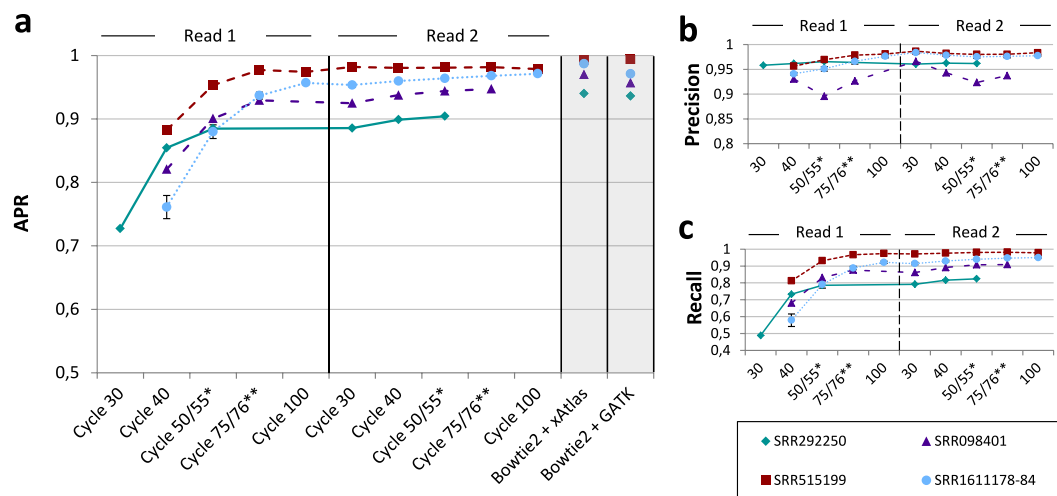 a
Read 1
Read 2
APR
1
0,9
0,8
0,7
0,6
0,5
Cycle 30
Cycle 40
Cycle 50/55*
Cycle 75/76**
Cycle 100
Cycle 30
Cycle 40
Cycle 50/55*
Cycle 75/76**
Cycle 100
Bowtie2 + xAtlas
Bowtie2 + GATK
b
Read 1
Read 2
Precision
1
0,95
0,9
0,85
0,8
30
40
50/55*
75/76**
100
30
40
50/55*
75/76**
100
c
Read 1
Read 2
Recall
1
0,9
0,8
0,7
0,6
0,5
0,4
30
40
50/55*
75/76**
100
30
40
50/55*
75/76**
100
SRR292250
SRR098401
SRR515199
SRR1611178-84